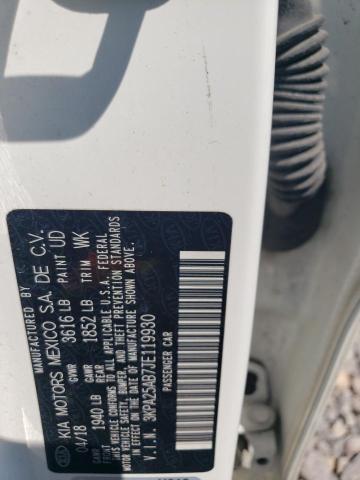 MANUFACTURED BY
KIA MOTORS MEXICO S.A. DE C.V.
04/18 GVWR 3616 LB PAINT UD
GAWR FRT 1940 LB GAWR REAR 1852 LB TRIM WK
THIS VEHICLE CONFORMS TO ALL APPLICABLE U.S.A. FEDERAL
MOTOR VEHICLE SAFETY, BUMPER, AND THEFT PREVENTION STANDARDS
IN EFFECT ON THE DATE OF MANUFACTURE SHOWN ABOVE.
V.I.N. 3KPA25AB7JE119930
PASSENGER CAR